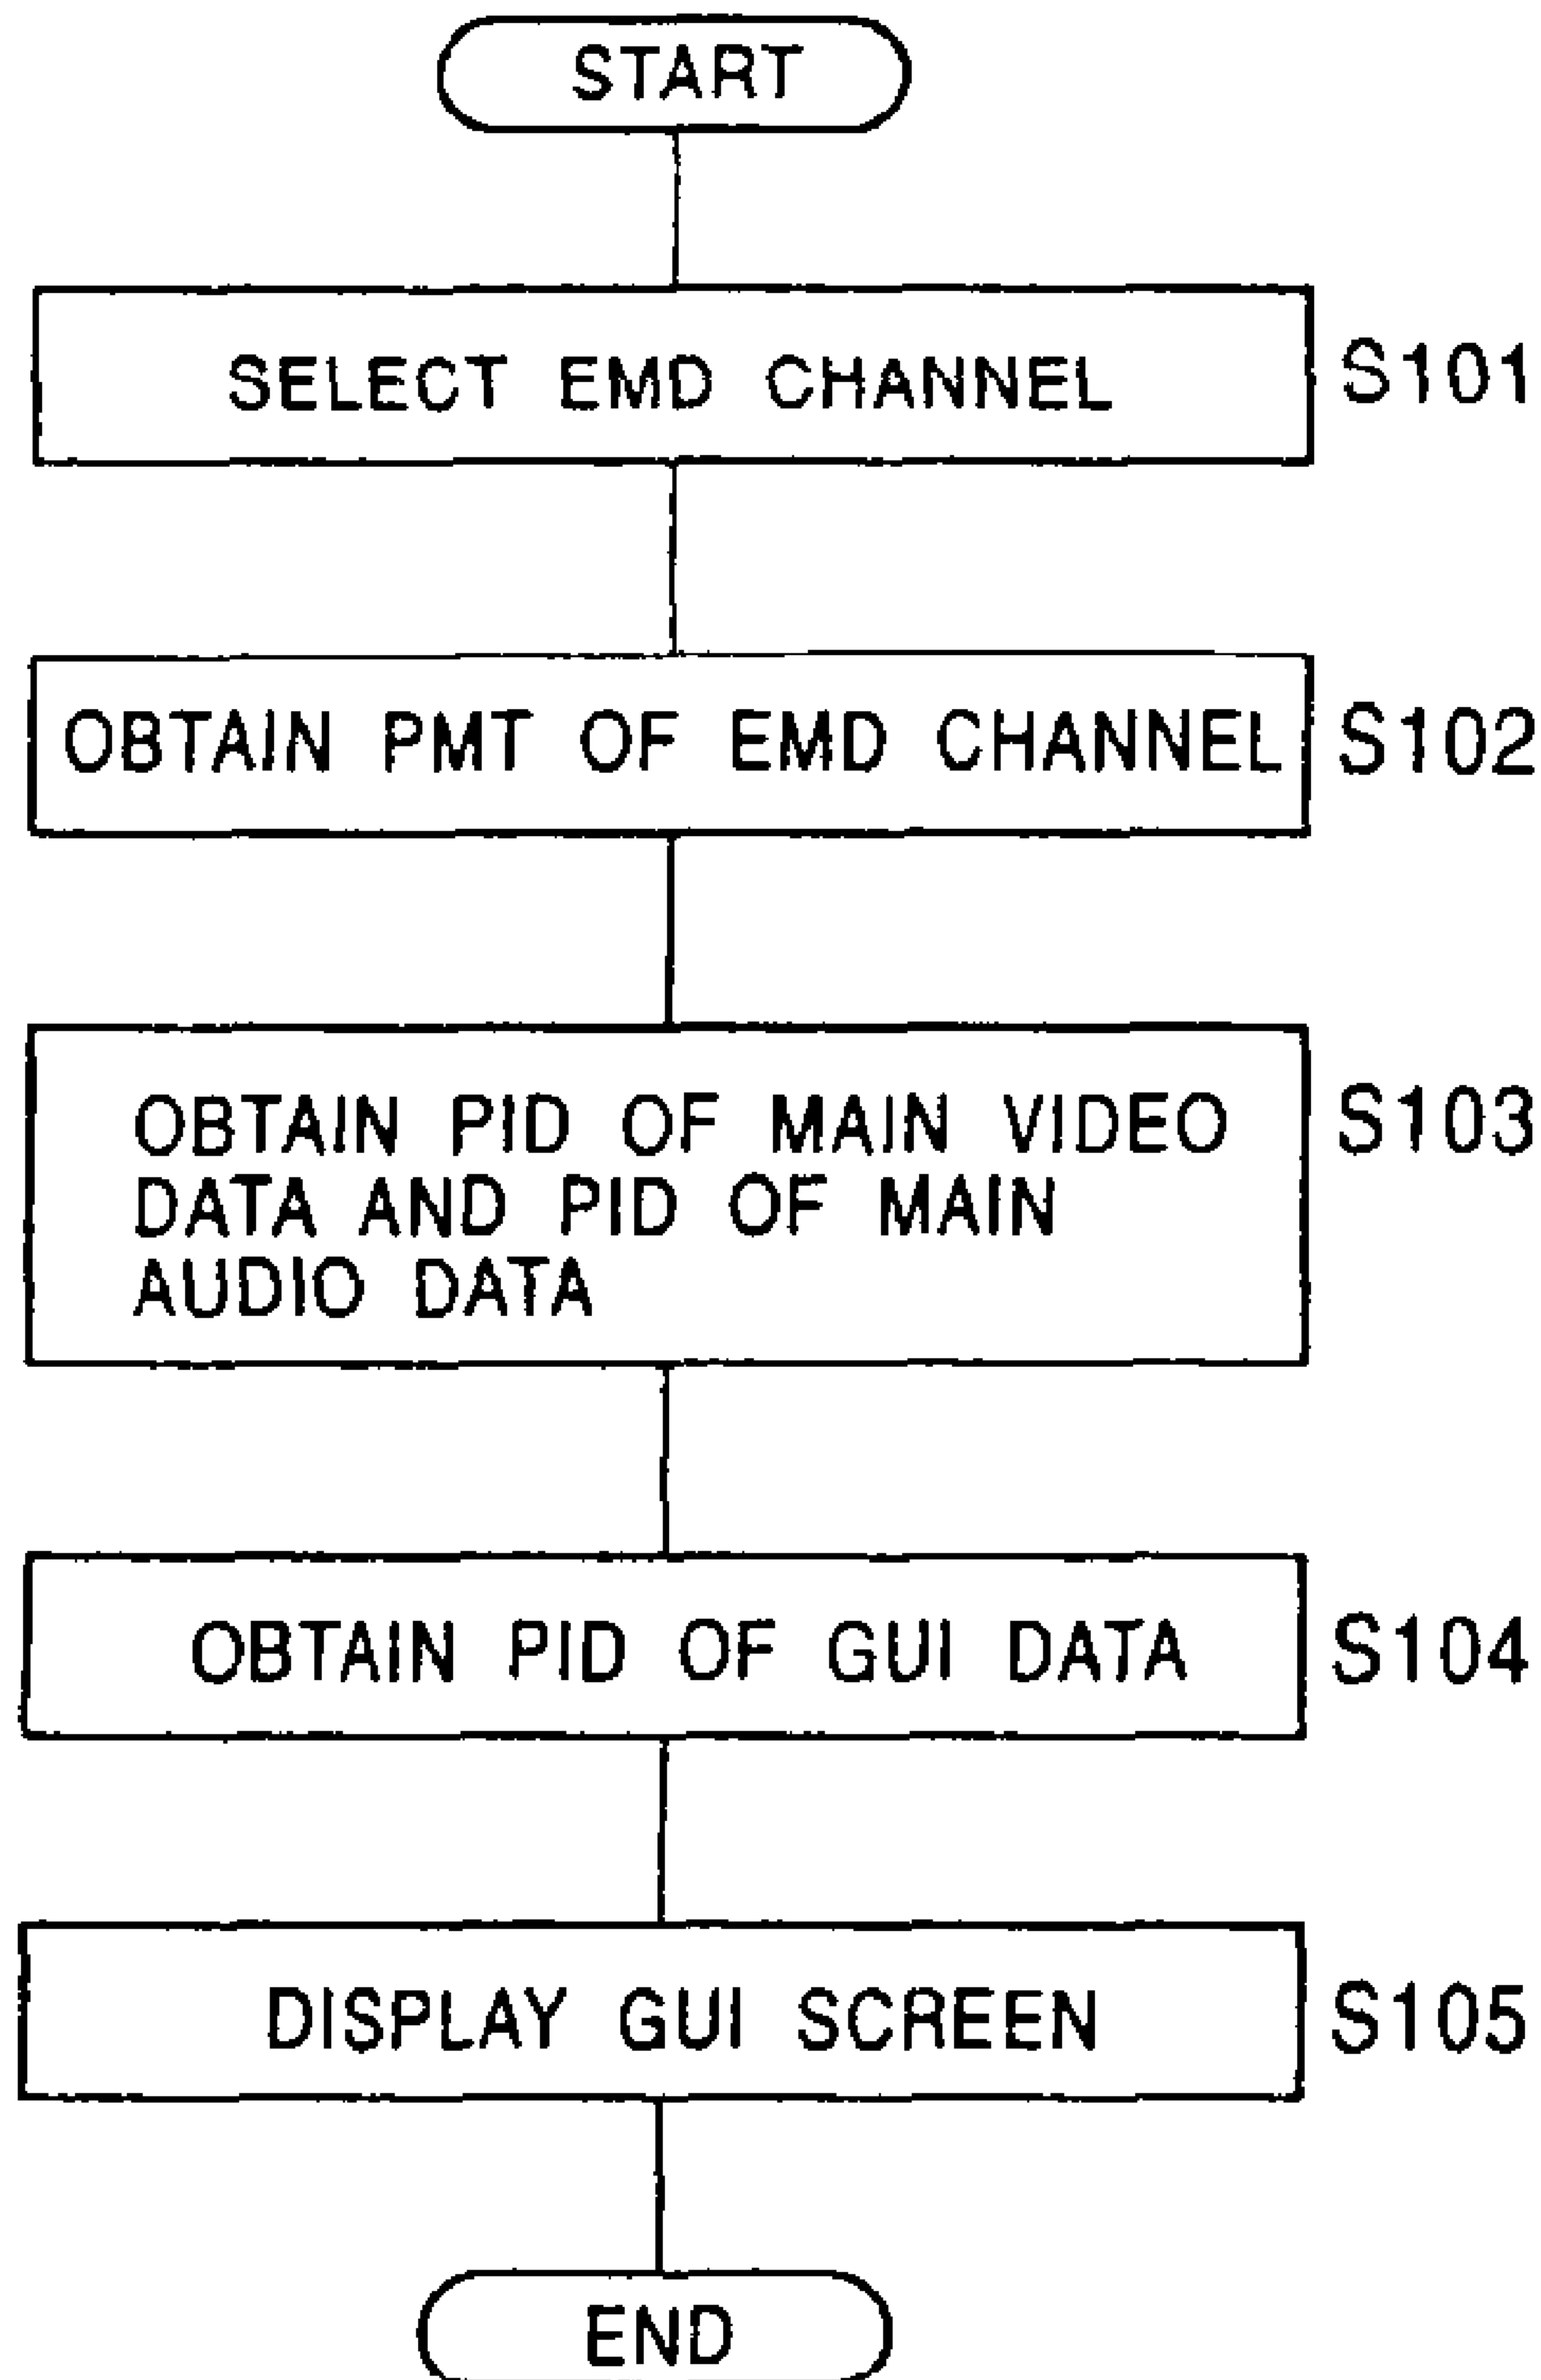 START
SELECT EMD CHANNEL
S101
OBTAIN PMT OF EMD CHANNEL
S102
OBTAIN PID OF MAIN VIDEO
DATA AND PID OF MAIN
AUDIO DATA
S103
OBTAIN PID OF GUI DATA
S104
DISPLAY GUI SCREEN
S105
END